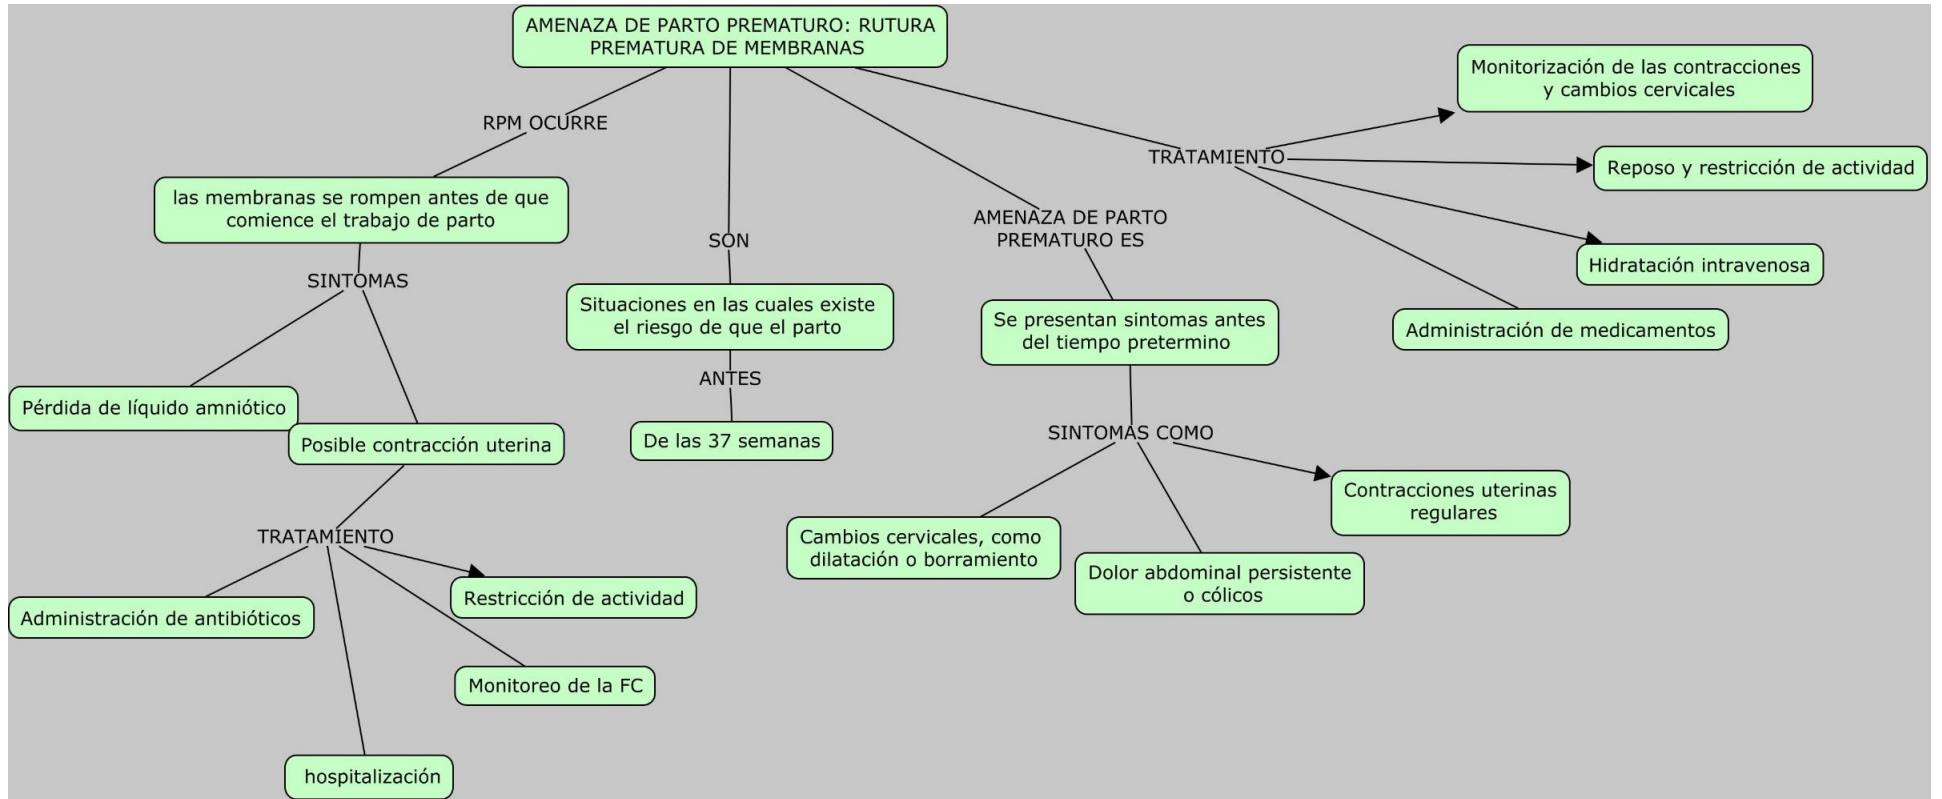 AMENAZA DE PARTO PREMATURO: RUTURA
PREMATURA DE MEMBRANAS
RPM OCURRE
las membranas se rompen antes de que
comience el trabajo de parto
SINTOMAS
Pérdida de líquido amniótico
Posible contracción uterina
TRATAMIENTO
Administración de antibióticos
hospitalización
Monitoreo de la FC
Restricción de actividad
SON
Situaciones en las cuales existe
el riesgo de que el parto
ANTES
De las 37 semanas
AMENAZA DE PARTO
PREMATURO ES
Se presentan sintomas antes
del tiempo pretermino
SINTOMAS COMO
Cambios cervicales, como
dilatación o borramiento
Dolor abdominal persistente
o cólicos
Contracciones uterinas
regulares
TRATAMIENTO
Monitorización de las contracciones
y cambios cervicales
Reposo y restricción de actividad
Hidratación intravenosa
Administración de medicamentos